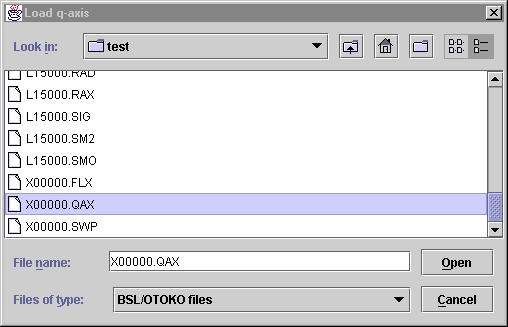 Load q-axis
Look in: test
L15000.RAD
L15000.RAX
L15000.SIG
L15000.SM2
L15000.SMO
X00000.FLX
X00000.QAX
X00000.SWP
File name: X00000.QAX Open
Files of type: BSL/OTOKO files Cancel